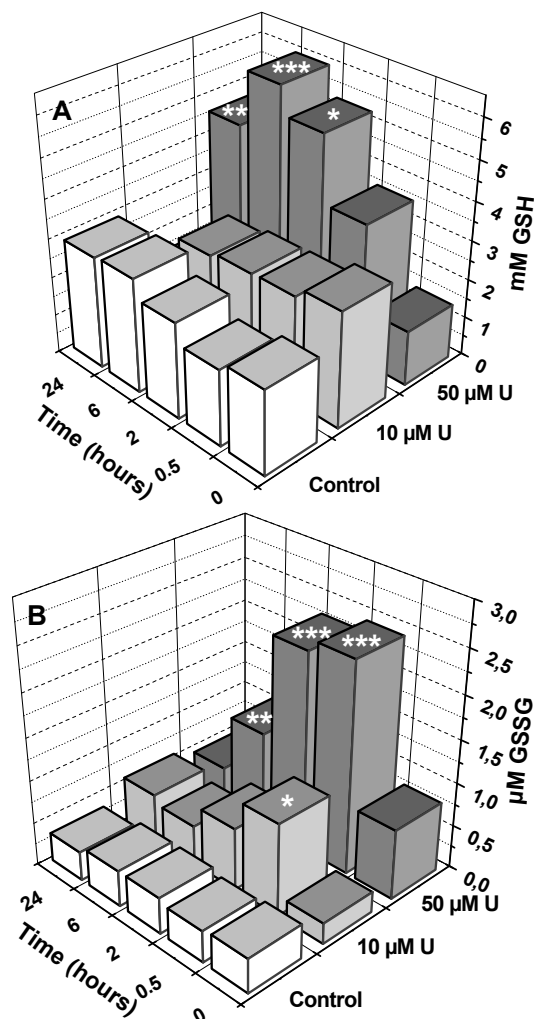 A
**
***
*
6
5
4
3
2
1
0
mM GSH
24
6
2
0.5
0
Time (hours)
50 µM U
10 µM U
Control
B
***
***
**
*
3,0
2,5
2,0
1,5
1,0
0,5
0,0
µM GSSG
24
6
2
0.5
0
Time (hours)
50 µM U
10 µM U
Control